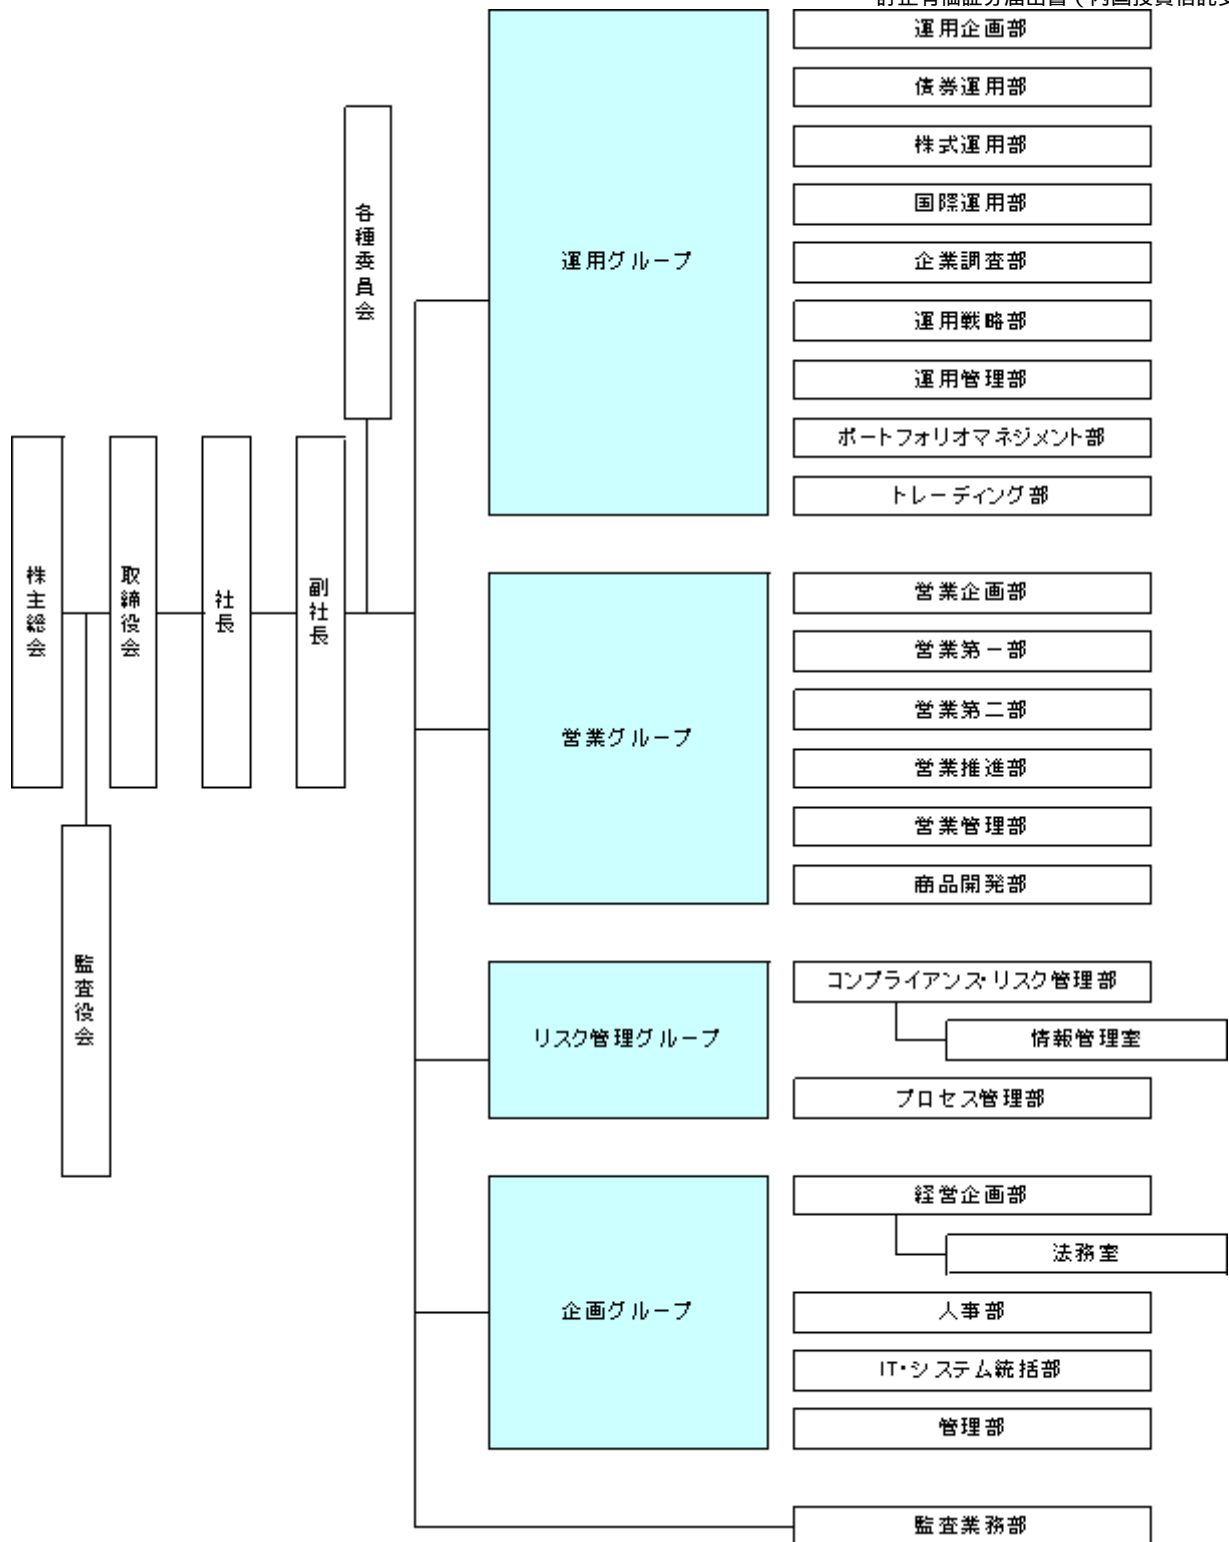 運用企画部
債券運用部
株式運用部
国際運用部
企業調査部
運用戦略部
運用管理部
ポートフォリオマネジメント部
トレーディング部
運用グループ
各種委員会
株主総会
取締役会
社長
副社長
監査役会
営業グループ
営業企画部
営業第一部
営業第二部
営業推進部
営業管理部
商品開発部
リスク管理グループ
コンプライアンス・リスク管理部
情報管理室
プロセス管理部
企画グループ
経営企画部
法務室
人事部
IT・システム統括部
管理部
監査業務部